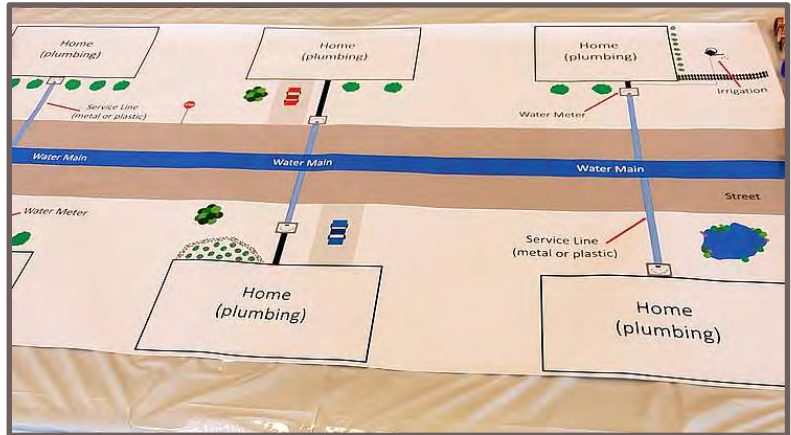 Home
(plumbing)
Home
(plumbing)
Home
(plumbing)
Irrigation
Service Line
(metal or plastic)
Water Meter
Water Main
Water Main
Water Main
Street
Water Meter
Service Line
(metal or plastic)
Home
(plumbing)
Home
(plumbing)